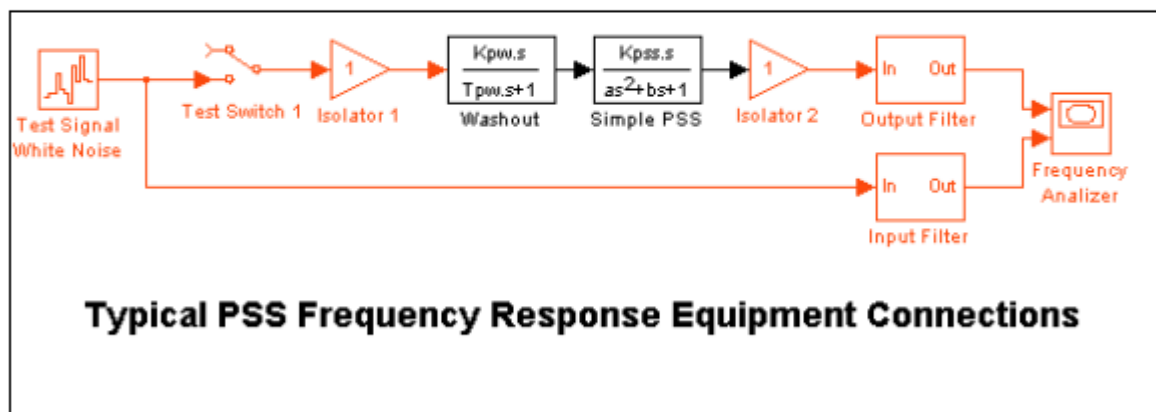 Test Signal
White Noise
Test Switch 1
1
Isolator 1
Kpw.s
Tpw.s+1
Washout
Kpss.s
as2+bs+1
Simple PSS
1
Isolator 2
In Out
Output Filter
In Out
Input Filter
Frequency
Analizer
Typical PSS Frequency Response Equipment Connections